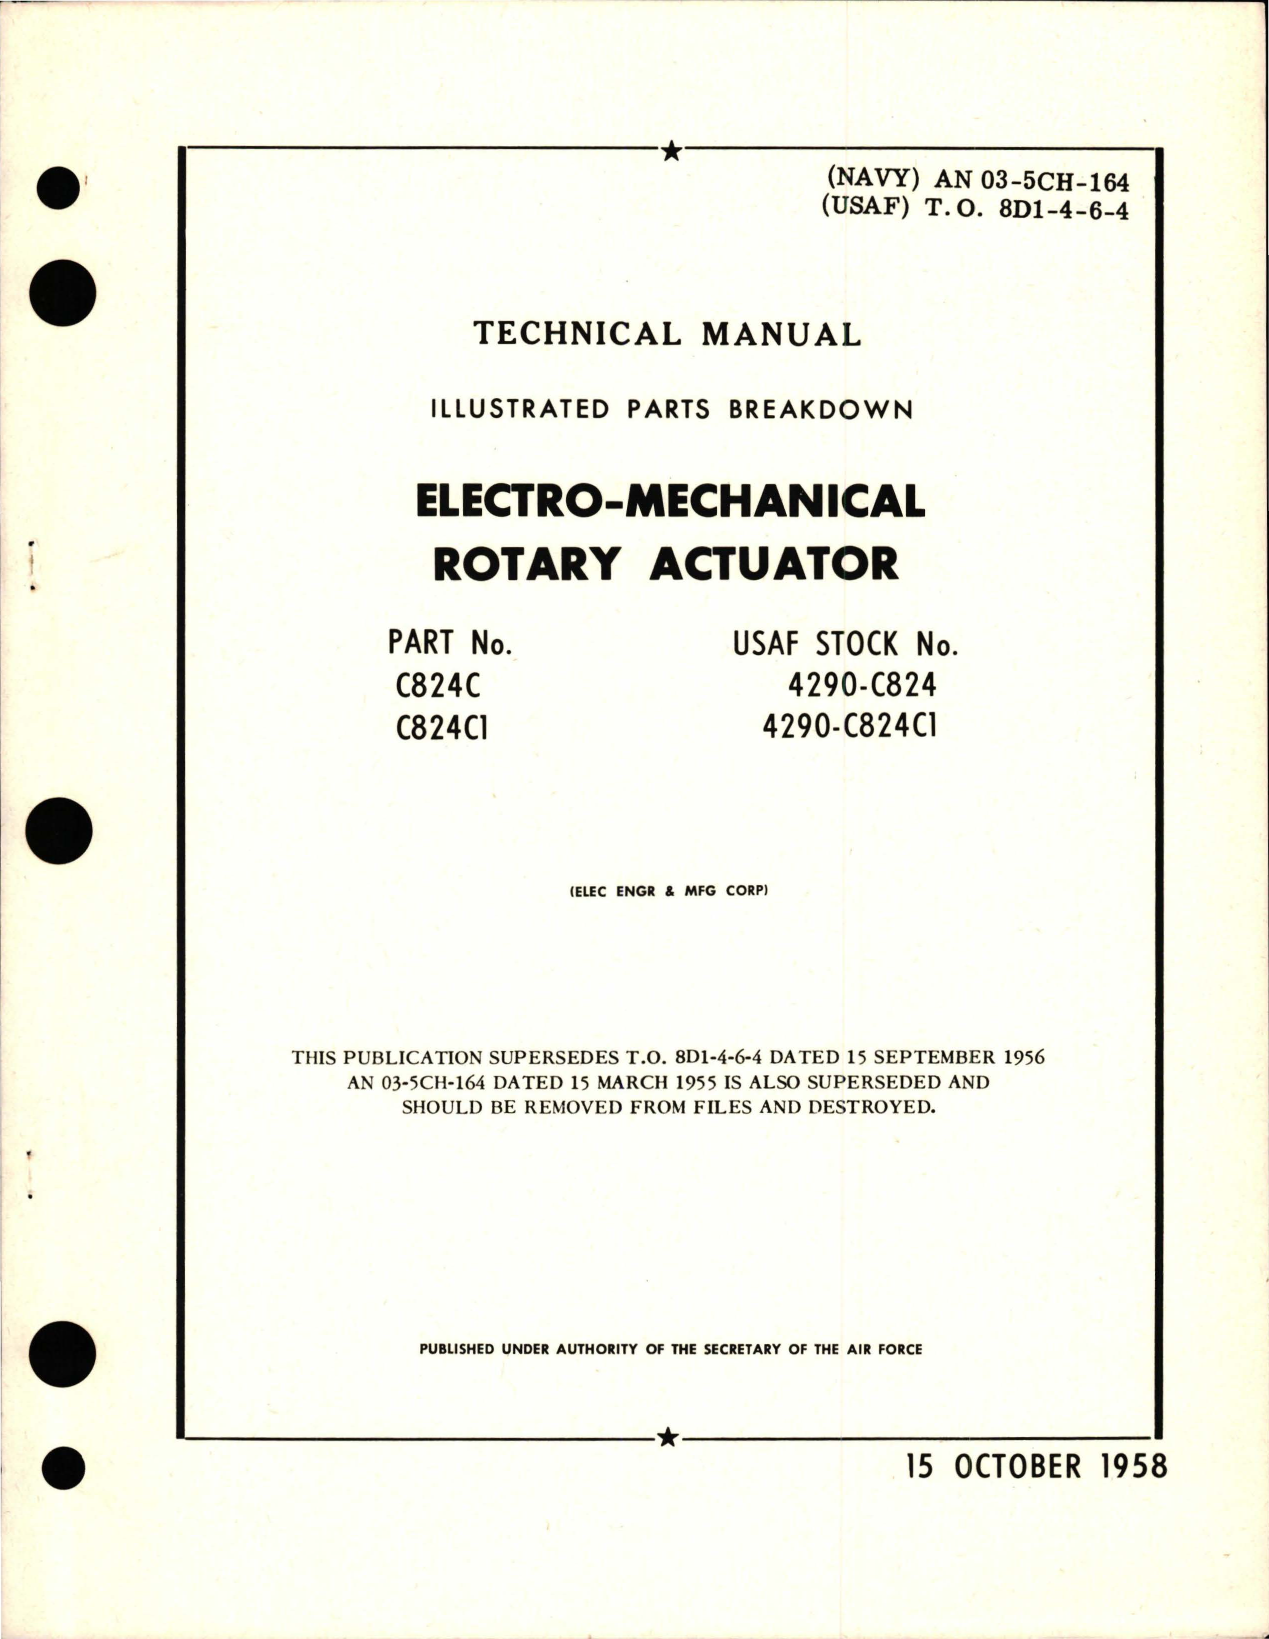 (NAVY) AN 03-5CH-164
(USAF) T.O. 8D1-4-6-4
TECHNICAL MANUAL
ILLUSTRATED PARTS BREAKDOWN
ELECTRO-MECHANICAL
ROTARY ACTUATOR
PART No. USAF STOCK No.
C824C 4290-C824
C824C1 4290-C824C1
(ELEC ENGR & MFG CORP)
THIS PUBLICATION SUPERSEDES T.O. 8D1-4-6-4 DATED 15 SEPTEMBER 1956
AN 03-5CH-164 DATED 15 MARCH 1955 IS ALSO SUPERSEDED AND
SHOULD BE REMOVED FROM FILES AND DESTROYED.
PUBLISHED UNDER AUTHORITY OF THE SECRETARY OF THE AIR FORCE
15 OCTOBER 1958